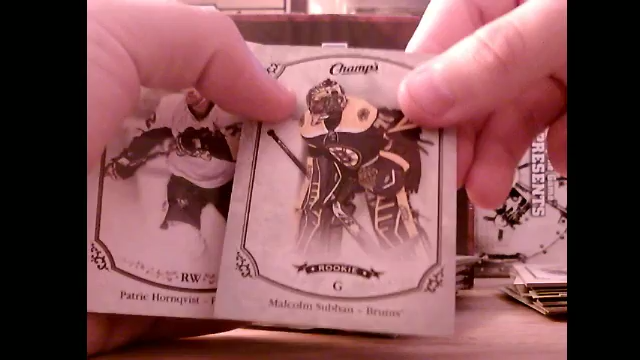 Champ's
ROOKIE
G
Malcolm Subban - Bruins
RW
Patric Hornqvist -
PRESENTS